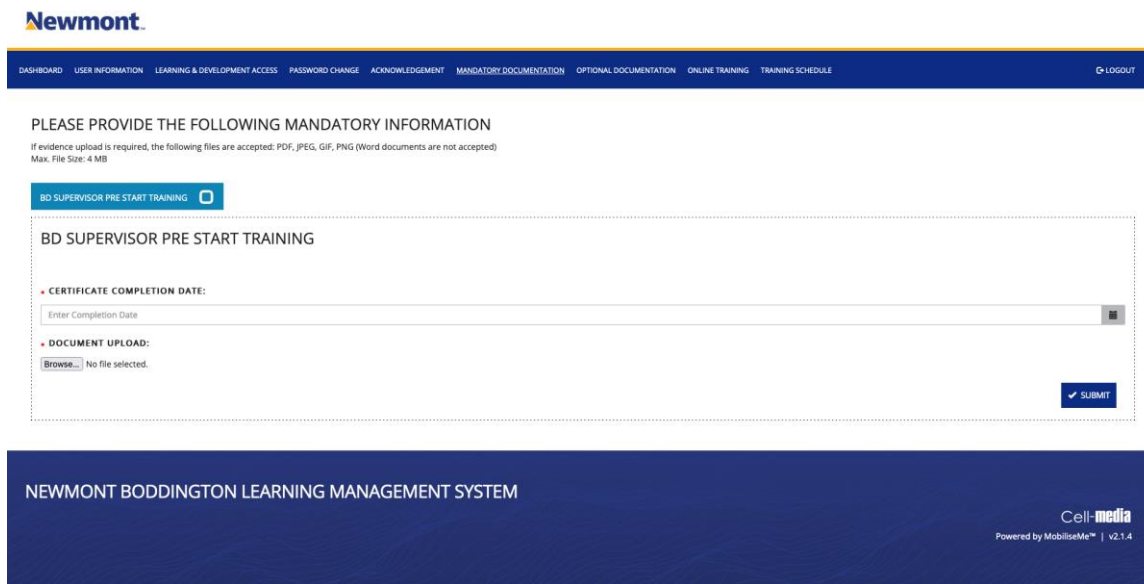 Newmont™
DASHBOARD USER INFORMATION LEARNING & DEVELOPMENT ACCESS PASSWORD CHANGE ACKNOWLEDGEMENT MANDATORY DOCUMENTATION OPTIONAL DOCUMENTATION ONLINE TRAINING TRAINING SCHEDULE LOGOUT
PLEASE PROVIDE THE FOLLOWING MANDATORY INFORMATION
If evidence upload is required, the following files are accepted: PDF, JPEG, GIF, PNG (Word documents are not accepted)
Max. File Size: 4 MB
BD SUPERVISOR PRE START TRAINING
BD SUPERVISOR PRE START TRAINING
• CERTIFICATE COMPLETION DATE:
Enter Completion Date
• DOCUMENT UPLOAD:
Browse... No file selected.
SUBMIT
NEWMONT BODDINGTON LEARNING MANAGEMENT SYSTEM
Cell-media
Powered by MobiliseMe™ | v2.1.4